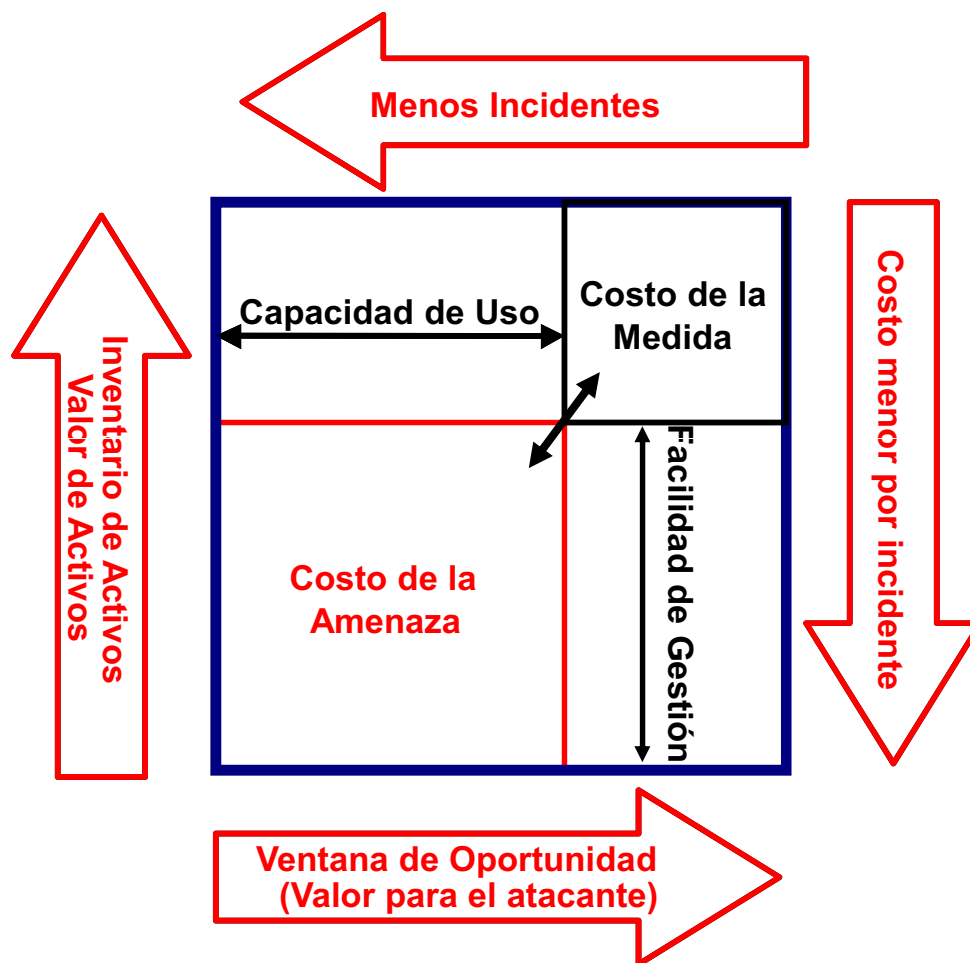 Menos Incidentes
Inventario de Activos
Valor de Activos
Capacidad de Uso
Costo de la
Medida
Costo menor por incidente
Facilidad de Gestión
Costo de la
Amenaza
Ventana de Oportunidad
(Valor para el atacante)